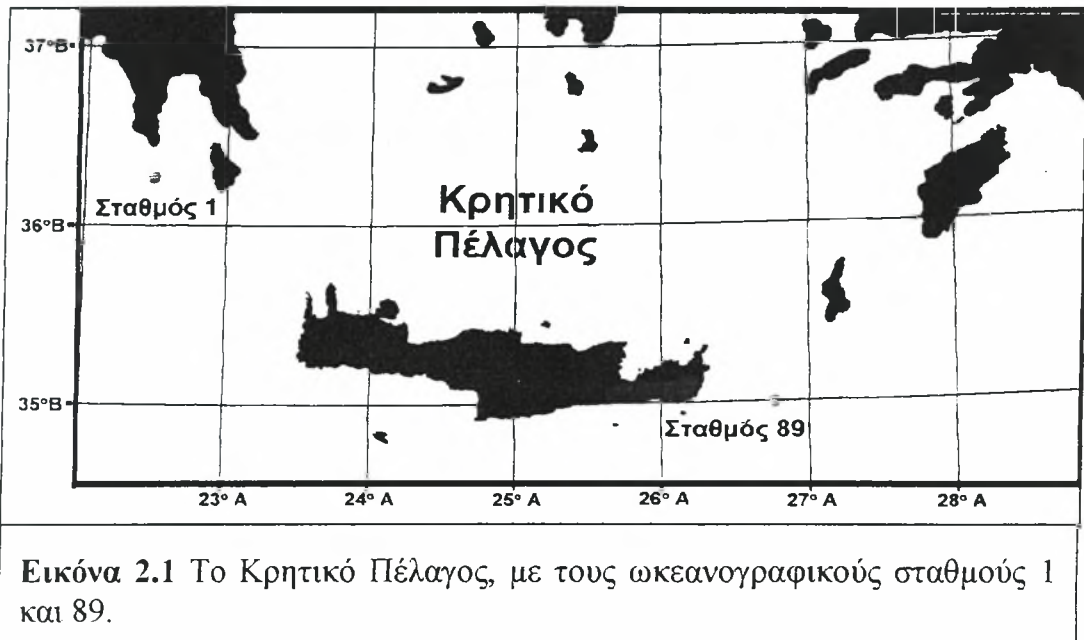 37°Β
Κρητικό
Πέλαγος
Σταθμός 1
36°Β
35°Β
Σταθμός 89
23° Α
24° Α
25° Α
26° Α
27° Α
28° Α
Εικόνα 2.1 Το Κρητικό Πέλαγος, με τους ωκεανογραφικούς σταθμούς 1
και 89.